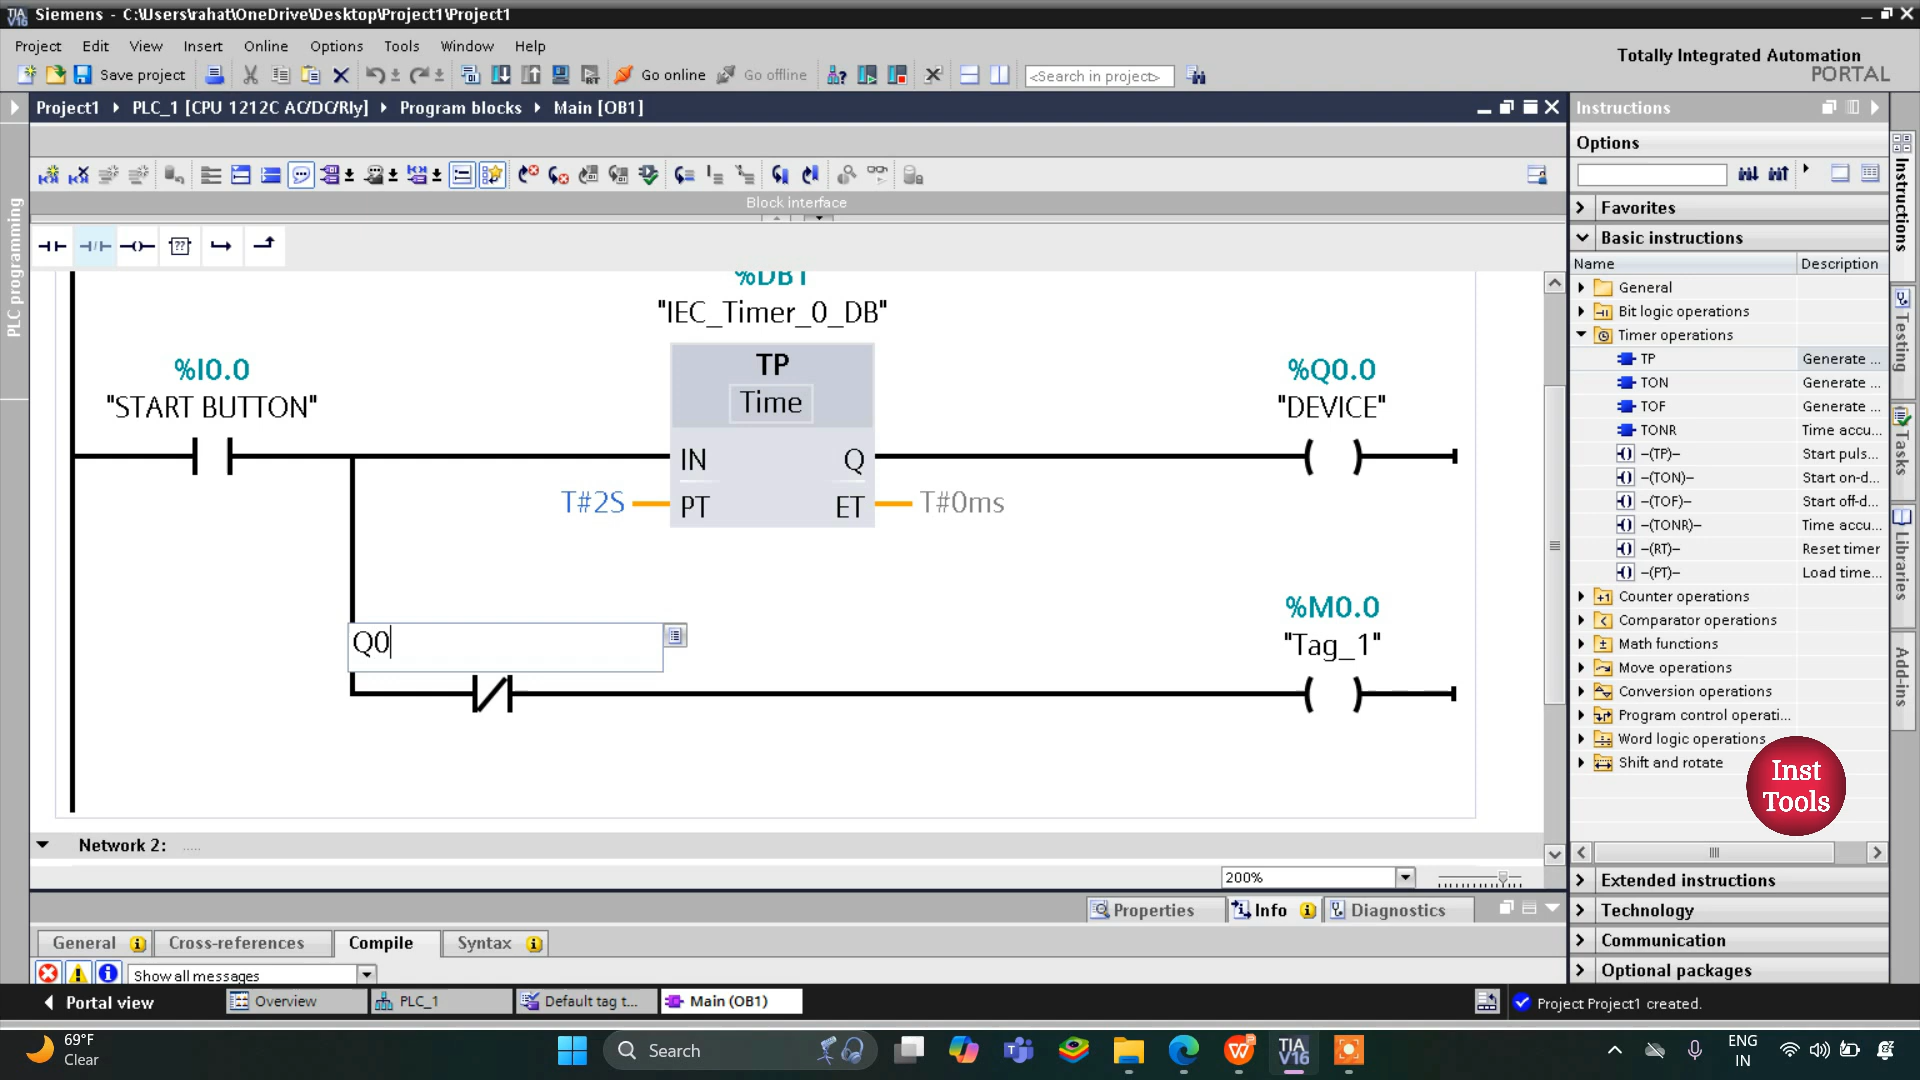 Siemens - C:\Users\rahat\OneDrive\Desktop\Project1\Project1
Project Edit View Insert Online Options Tools Window Help
Totally Integrated Automation
PORTAL
Save project
Go online
Go offline
<Search in project>
Project1 PLC_1 [CPU 1212C AC/DC/Rly] Program blocks Main [OB1]
Instructions
Options
Block interface
PLC programming
Favorites
Basic instructions
Name Description
General
Bit logic operations
Timer operations
TP Generate ...
TON Generate ...
TOF Generate ...
TONR Time accu...
–(TP)– Start puls...
–(TON)– Start on-d...
–(TOF)– Start off-d...
–(TONR)– Time accu...
–(RT)– Reset timer
–(PT)– Load time...
Counter operations
Comparator operations
Math functions
Move operations
Conversion operations
Program control operati...
Word logic operations
Shift and rotate
Inst
Tools
Extended instructions
Technology
Communication
Optional packages
Instructions
Testing
Tasks
Libraries
Add-ins
??
%DB1
"IEC_Timer_0_DB"
TP
Time
%I0.0
"START BUTTON"
IN Q
T#2S PT ET T#0ms
%Q0.0
"DEVICE"
Q0
%M0.0
"Tag_1"
Network 2: .....
200%
Properties Info Diagnostics
General Cross-references Compile Syntax
Show all messages
Portal view Overview PLC_1 Default tag t... Main (OB1)
Project Project1 created.
69°F
Clear
Search
TIA
V16
ENG
IN